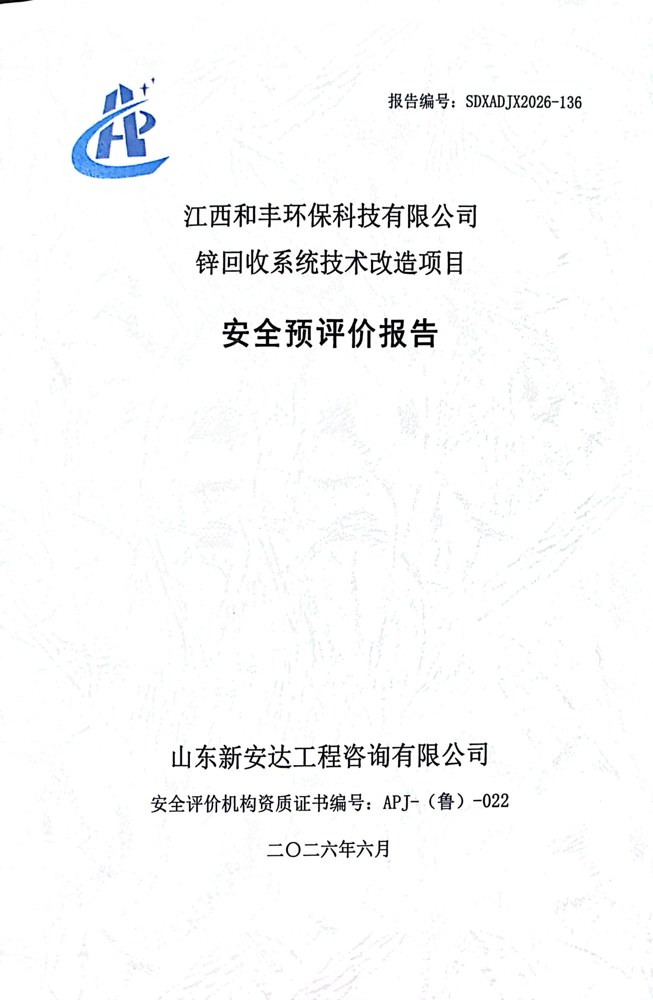 报告编号：SDXADJX2026-136
江西和丰环保科技有限公司
锌回收系统技术改造项目
安全预评价报告
山东新安达工程咨询有限公司
安全评价机构资质证书编号：APJ-（鲁）-022
二〇二六年六月